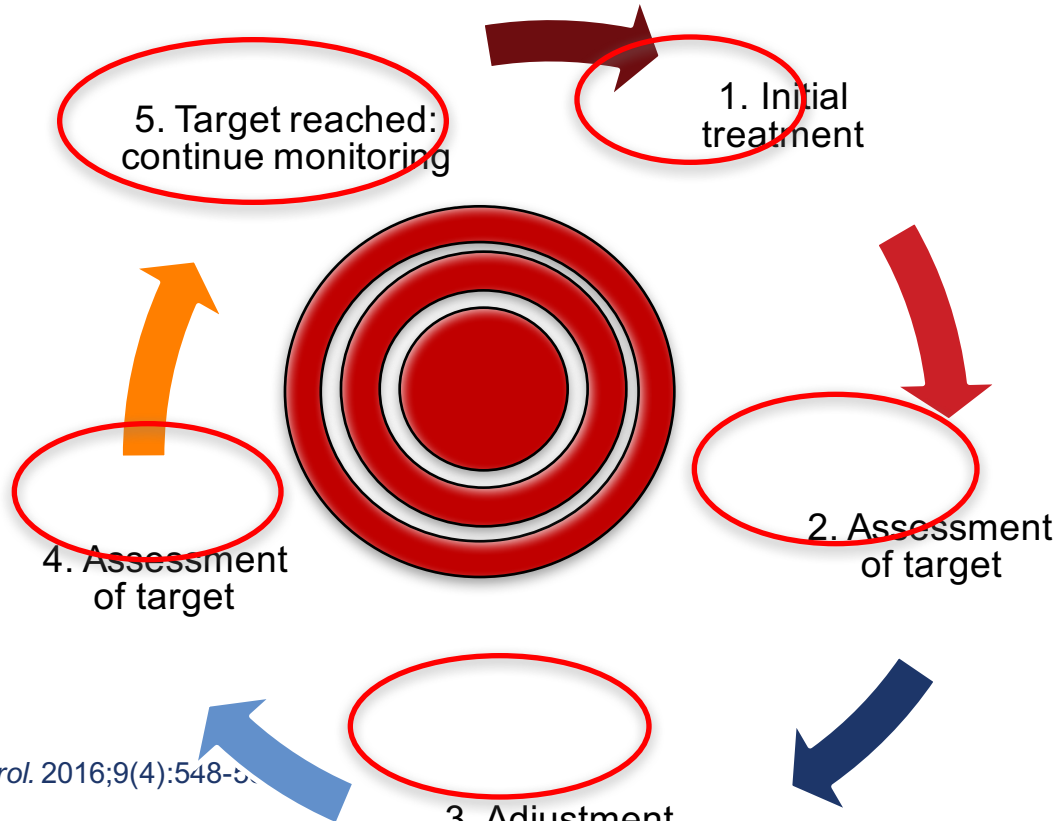 1. Initial
treatment
2. Assessment
of target
3. Adjustment
4. Assessment
of target
5. Target reached:
continue monitoring
2016;9(4):548-